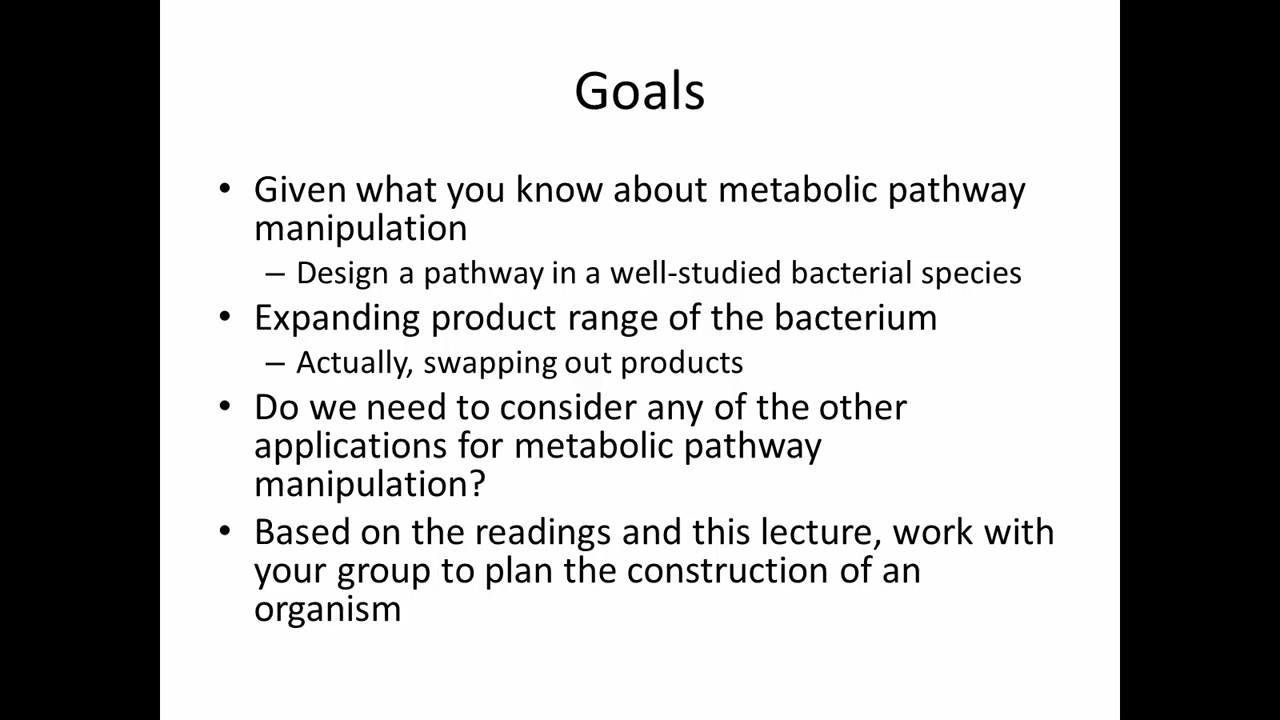 Goals
• Given what you know about metabolic pathway
manipulation
– Design a pathway in a well-studied bacterial species
• Expanding product range of the bacterium
– Actually, swapping out products
• Do we need to consider any of the other
applications for metabolic pathway
manipulation?
• Based on the readings and this lecture, work with
your group to plan the construction of an
organism